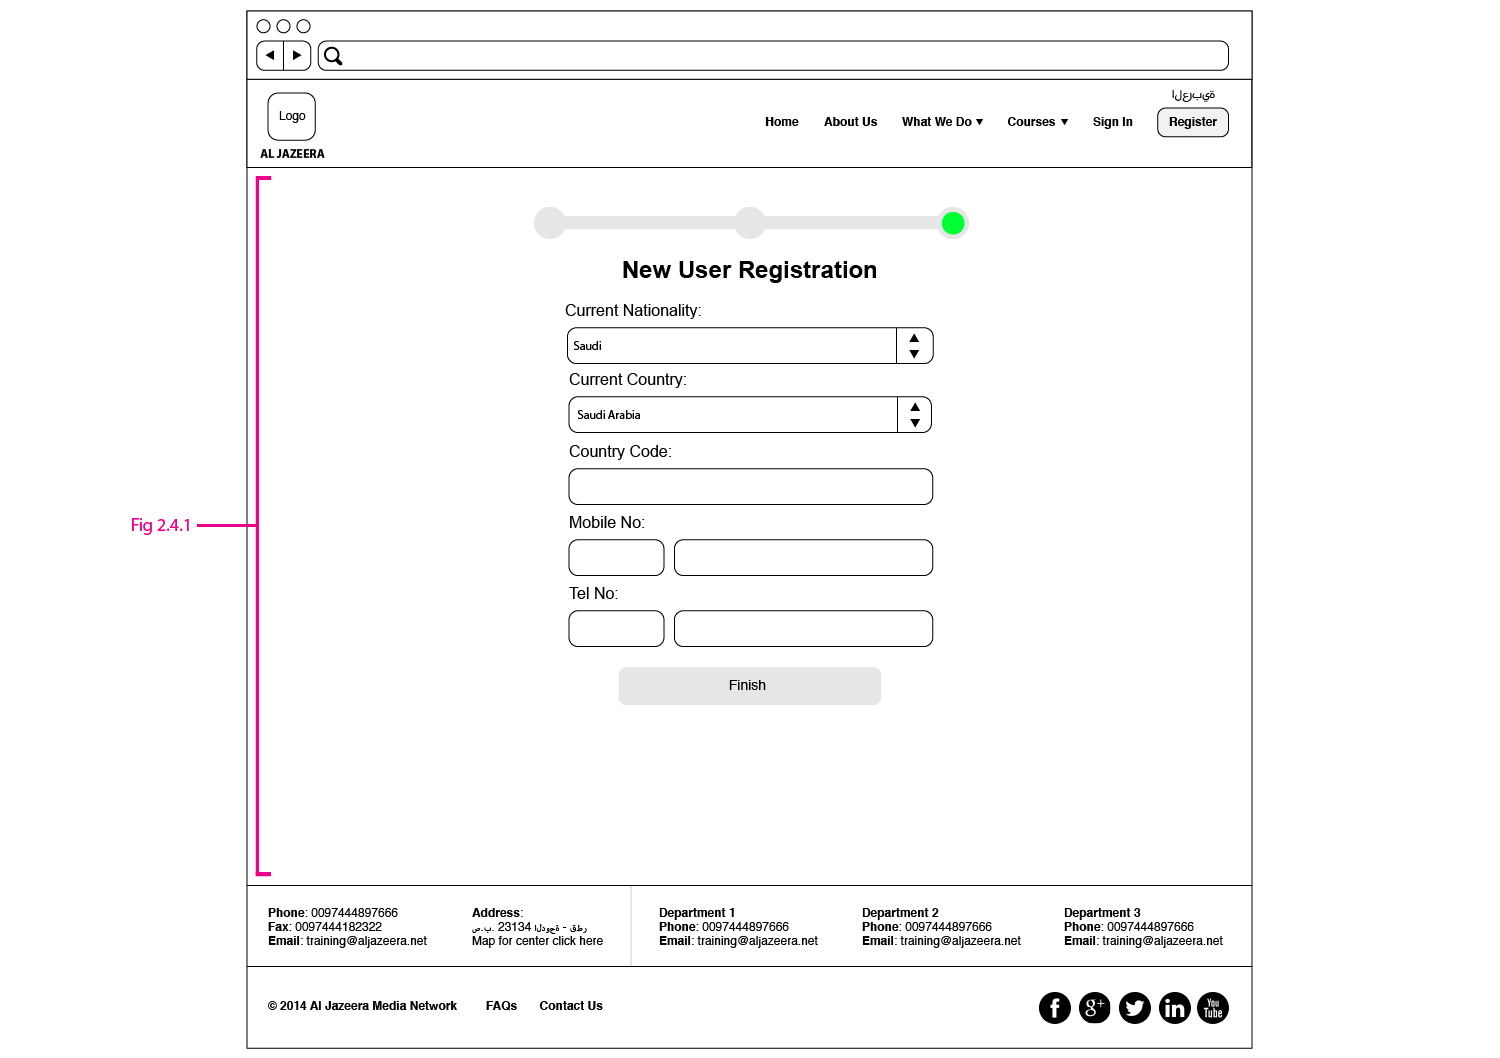 Logo
AL JAZEERA
Home About Us What We Do Courses Sign In
العربية
Register
New User Registration
Current Nationality:
Saudi
Current Country:
Saudi Arabia
Country Code:
Fig 2.4.1
Mobile No:
Tel No:
Finish
Phone: 0097444897666
Fax: 0097444182322
Email: training@aljazeera.net
Address:
ص.ب. 23134 الدوحة - قطر
Map for center click here
Department 1
Phone: 0097444897666
Email: training@aljazeera.net
Department 2
Phone: 0097444897666
Email: training@aljazeera.net
Department 3
Phone: 0097444897666
Email: training@aljazeera.net
© 2014 Al Jazeera Media Network FAQs Contact Us
f g+ in You Tube